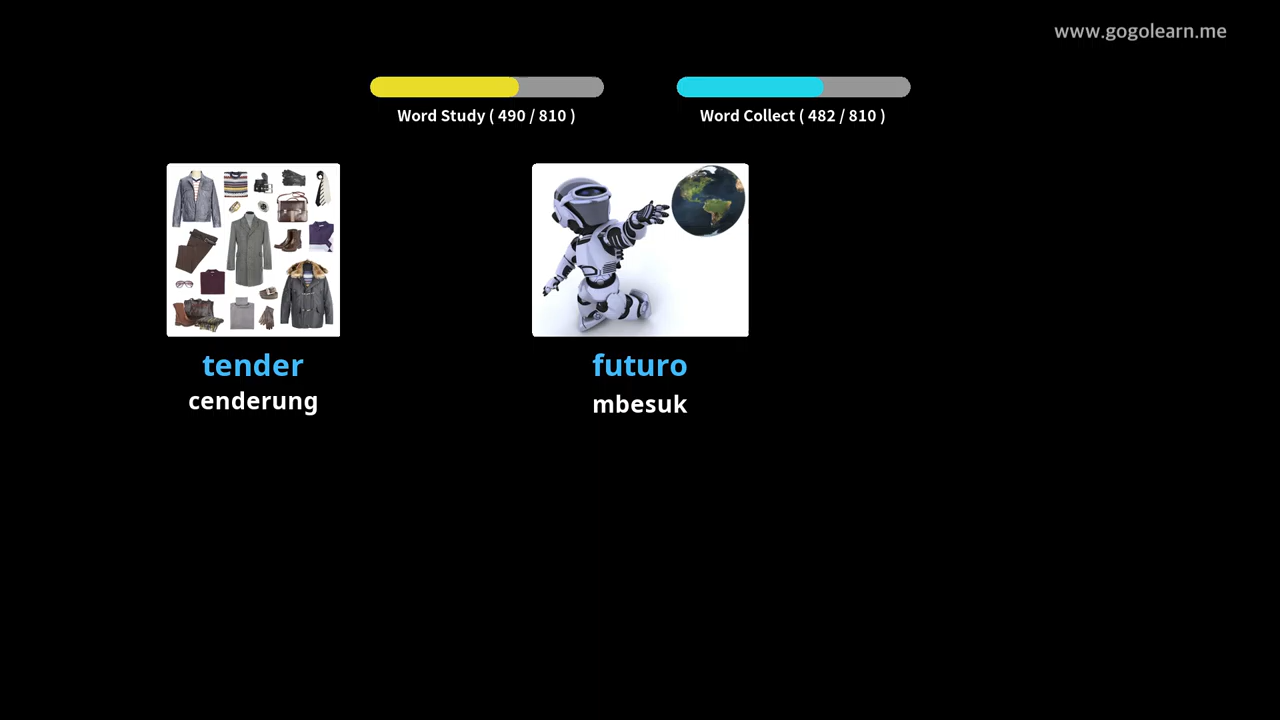 www.gogolearn.me
Word Study ( 490 / 810 )
Word Collect ( 482 / 810 )
tender
cenderung
futuro
mbesuk